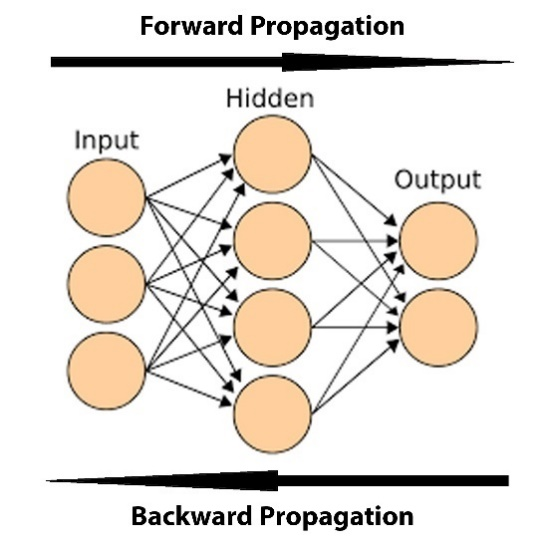 Forward Propagation
Hidden
Input
Output
Backward Propagation